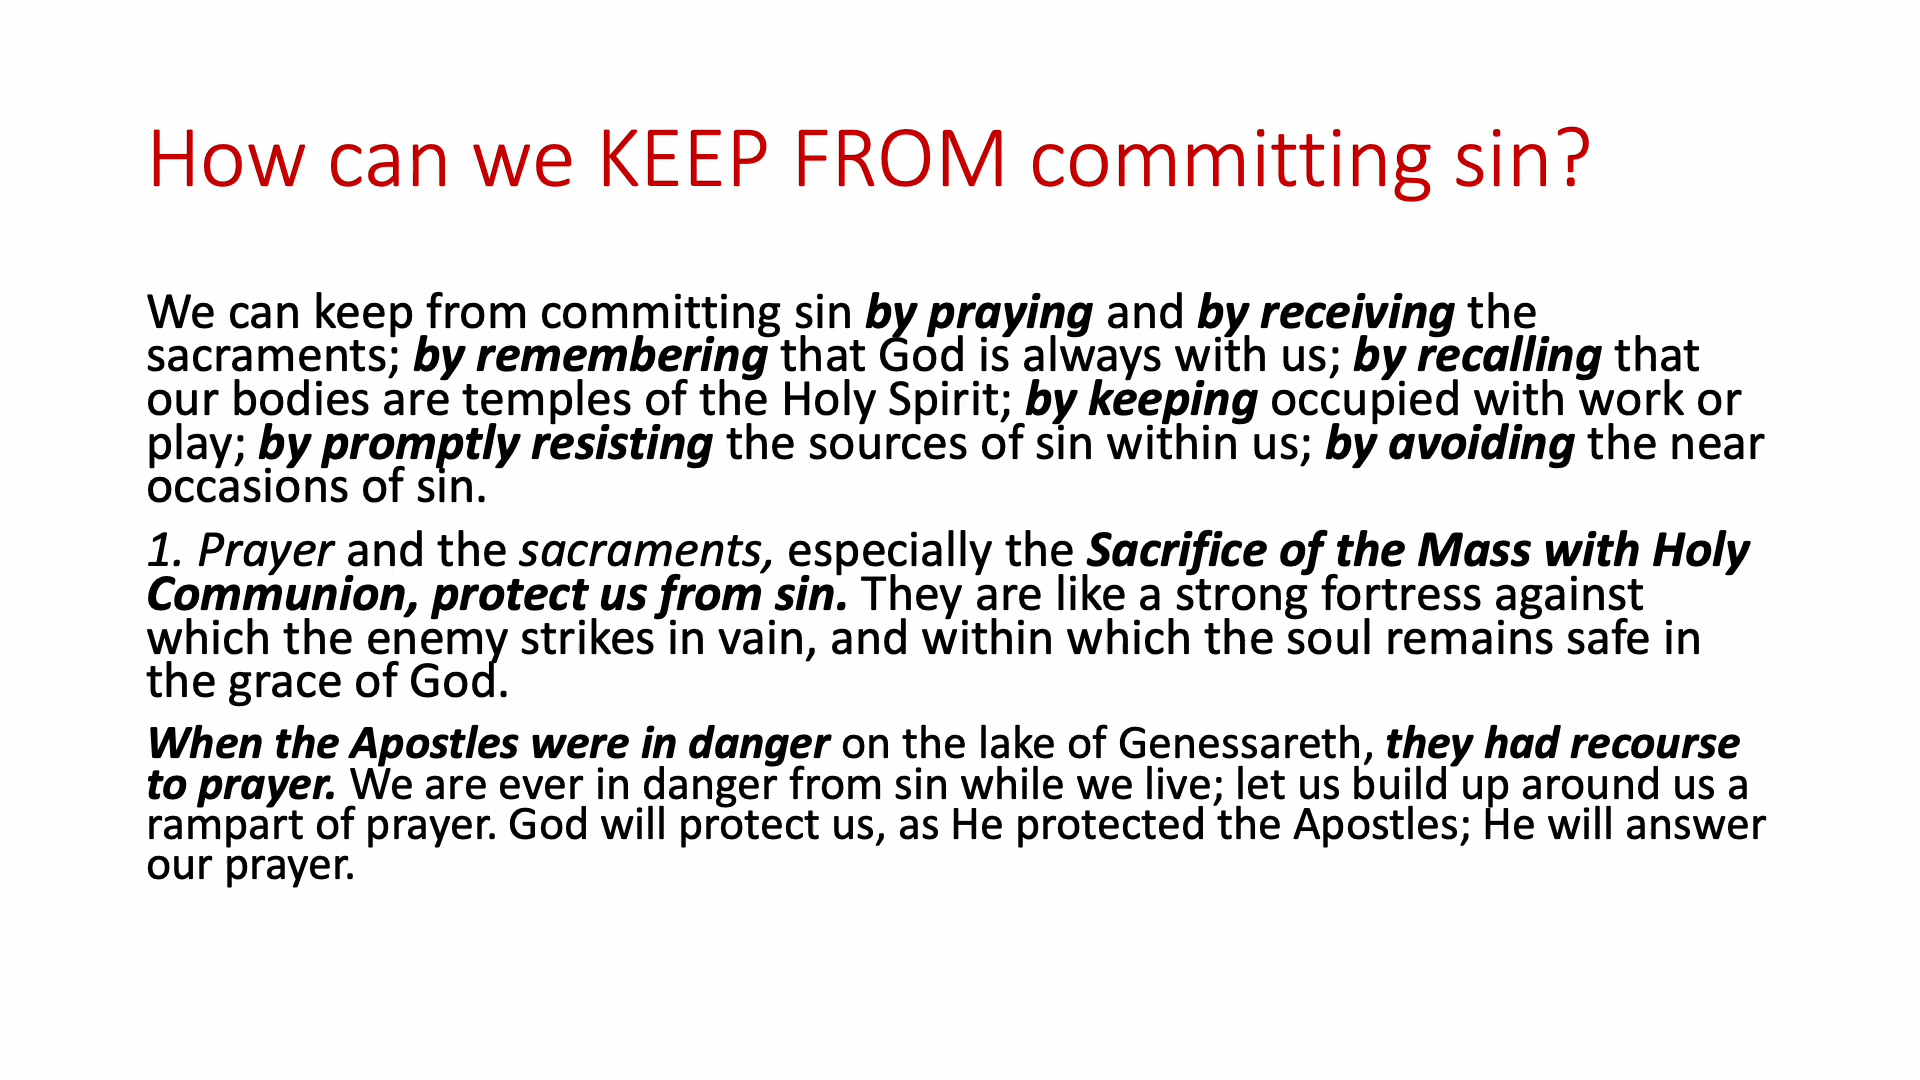 How can we KEEP FROM committing sin?
We can keep from committing sin by praying and by receiving the
sacraments; by remembering that God is always with us; by recalling that
our bodies are temples of the Holy Spirit; by keeping occupied with work or
play; by promptly resisting the sources of sin within us; by avoiding the near
occasions of sin.
1. Prayer and the sacraments, especially the Sacrifice of the Mass with Holy
Communion, protect us from sin. They are like a strong fortress against
which the enemy strikes in vain, and within which the soul remains safe in
the grace of God.
When the Apostles were in danger on the lake of Genessareth, they had recourse
to prayer. We are ever in danger from sin while we live; let us build up around us a
rampart of prayer. God will protect us, as He protected the Apostles; He will answer
our prayer.